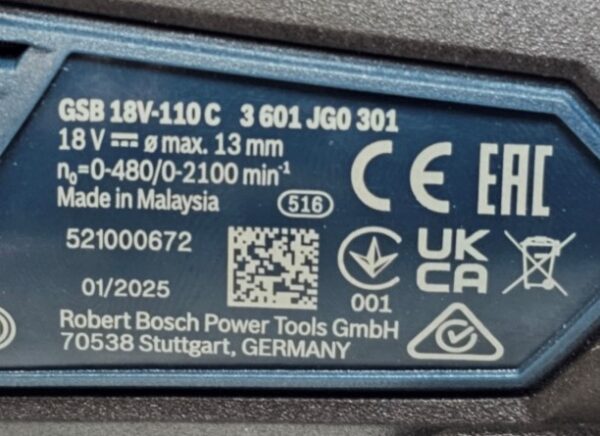 GSB 18V-110 C 3 601 JG0 301
18 V ⎓ ø max. 13 mm
n₀=0-480/0-2100 min⁻¹
Made in Malaysia 516
CE EAC
521000672
UK
CA
01/2025
001
Robert Bosch Power Tools GmbH
70538 Stuttgart, GERMANY